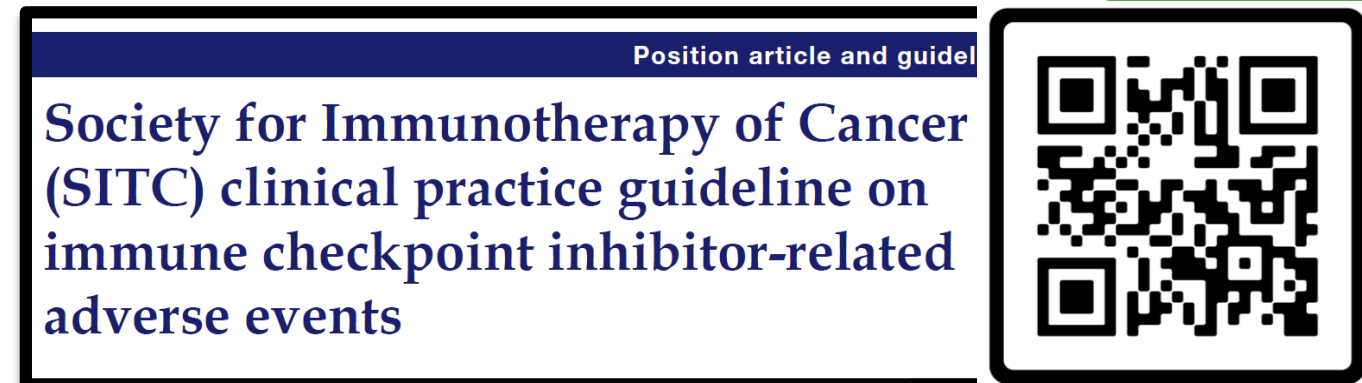 Position article and guidel
Society for Immunotherapy of Cancer
(SITC) clinical practice guideline on
immune checkpoint inhibitor-related
adverse events